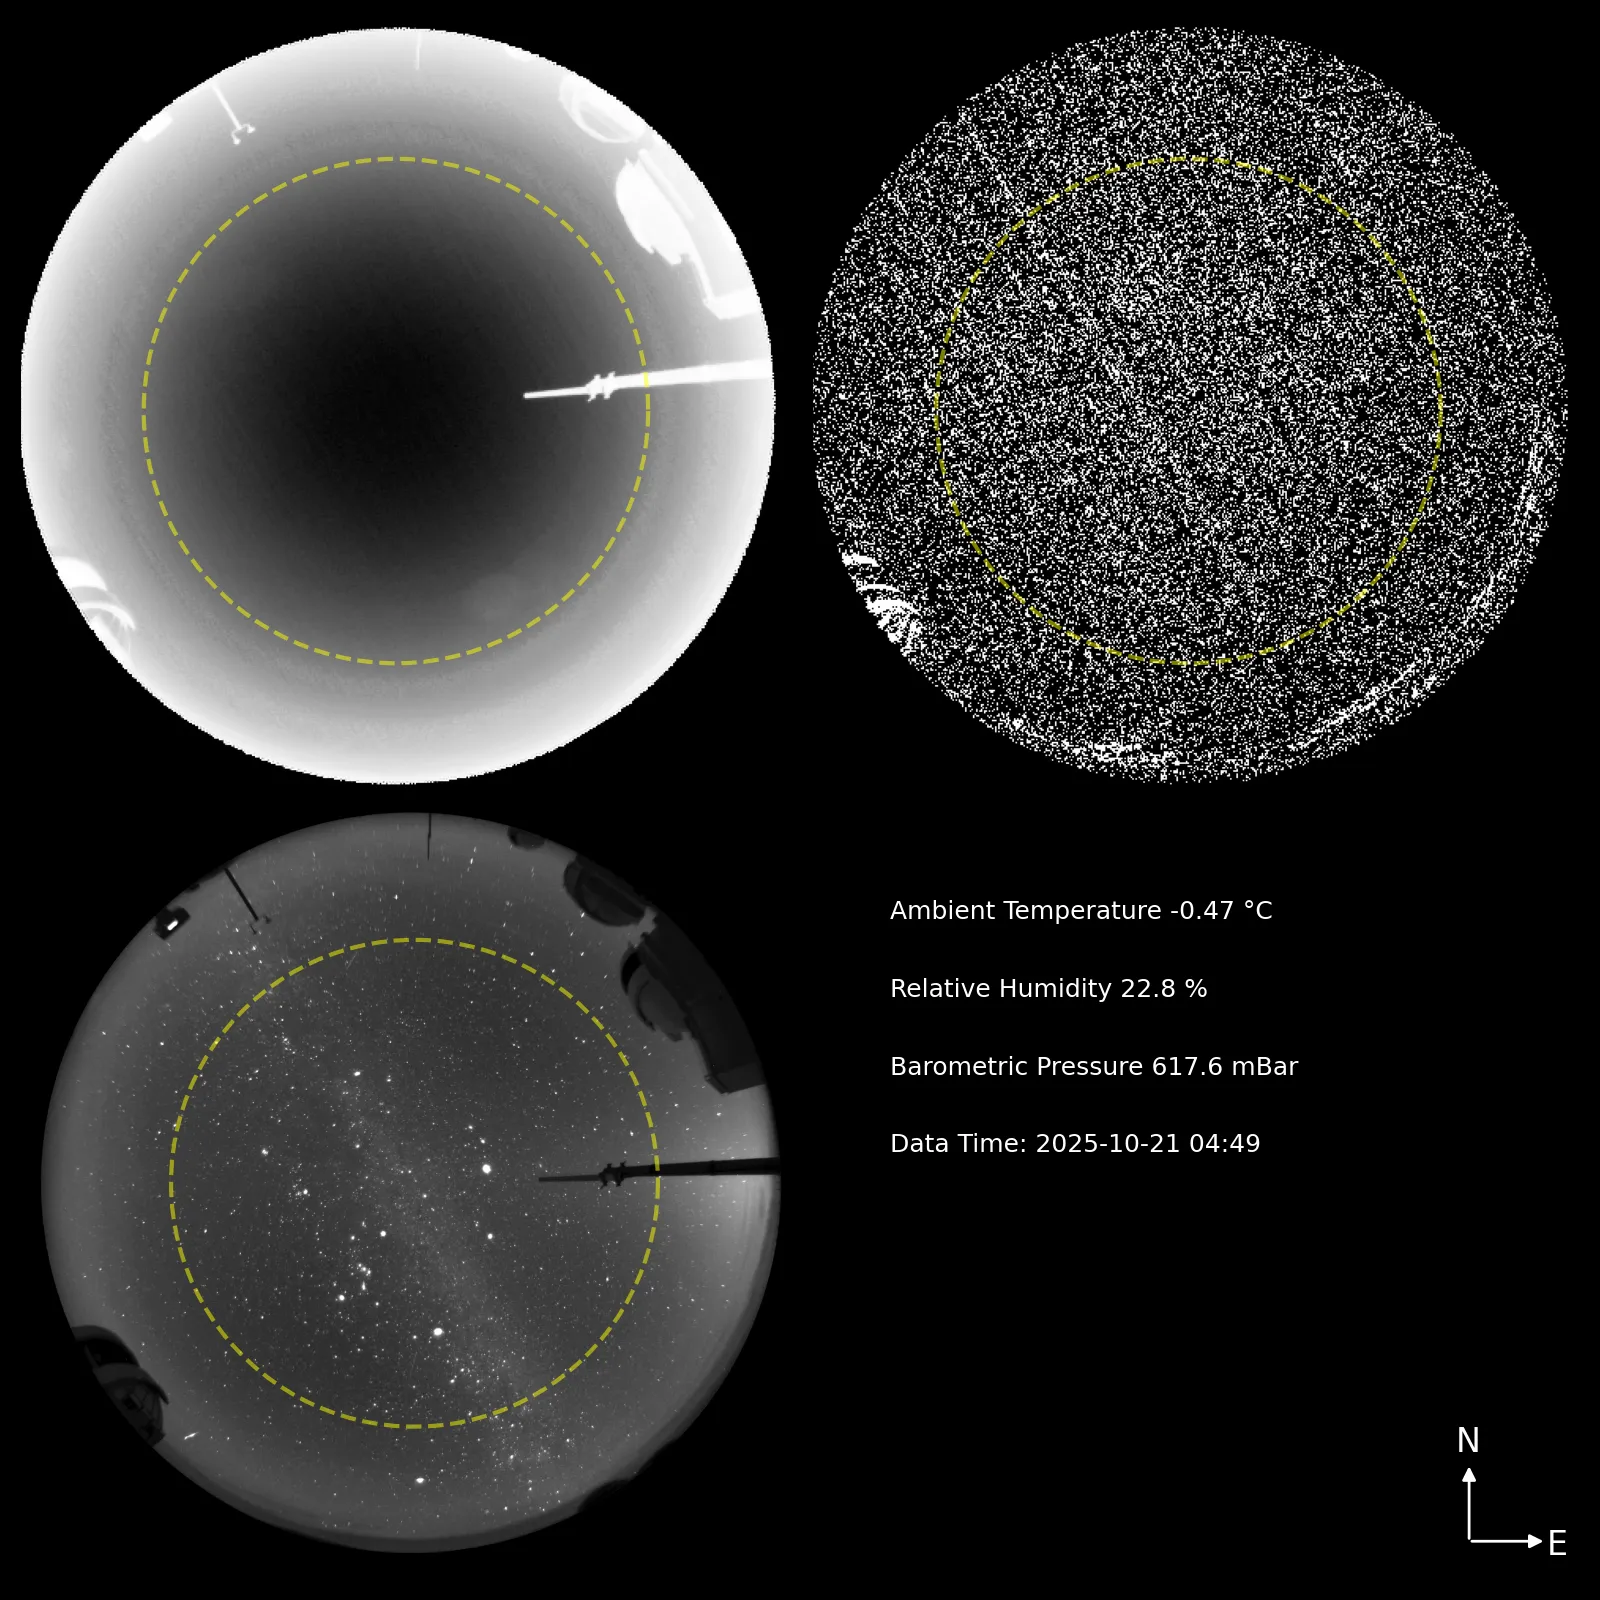 Ambient Temperature -0.47 °C
Relative Humidity 22.8 %
Barometric Pressure 617.6 mBar
Data Time: 2025-10-21 04:49
N
E